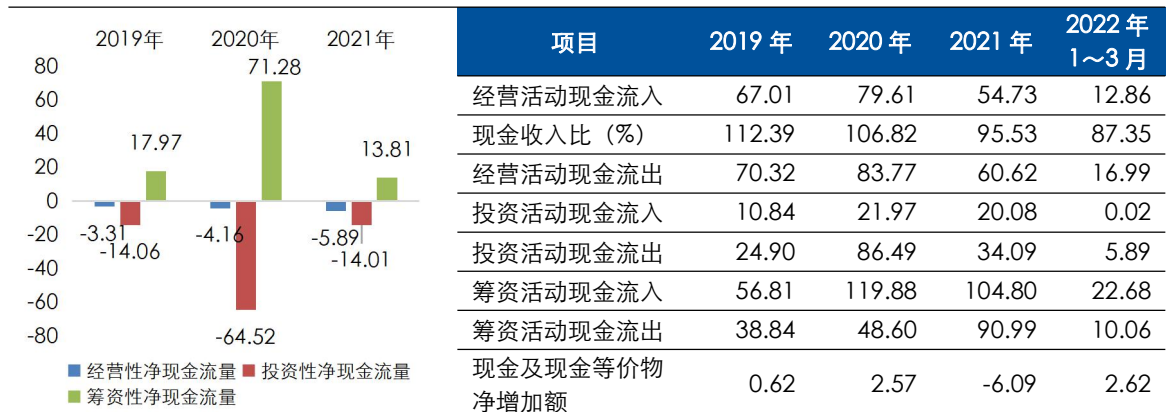 2019年 2020年 2021年
80
60
40
20
0
-20
-40
-60
-80
17.97
71.28
13.81
-3.31
-14.06
-4.16
-64.52
-5.89
-14.01
经营性净现金流量 投资性净现金流量
筹资性净现金流量
项目 2019 年 2020 年 2021 年 2022 年
1～3 月
经营活动现金流入 67.01 79.61 54.73 12.86
现金收入比（%） 112.39 106.82 95.53 87.35
经营活动现金流出 70.32 83.77 60.62 16.99
投资活动现金流入 10.84 21.97 20.08 0.02
投资活动现金流出 24.90 86.49 34.09 5.89
筹资活动现金流入 56.81 119.88 104.80 22.68
筹资活动现金流出 38.84 48.60 90.99 10.06
现金及现金等价物
净增加额 0.62 2.57 -6.09 2.62